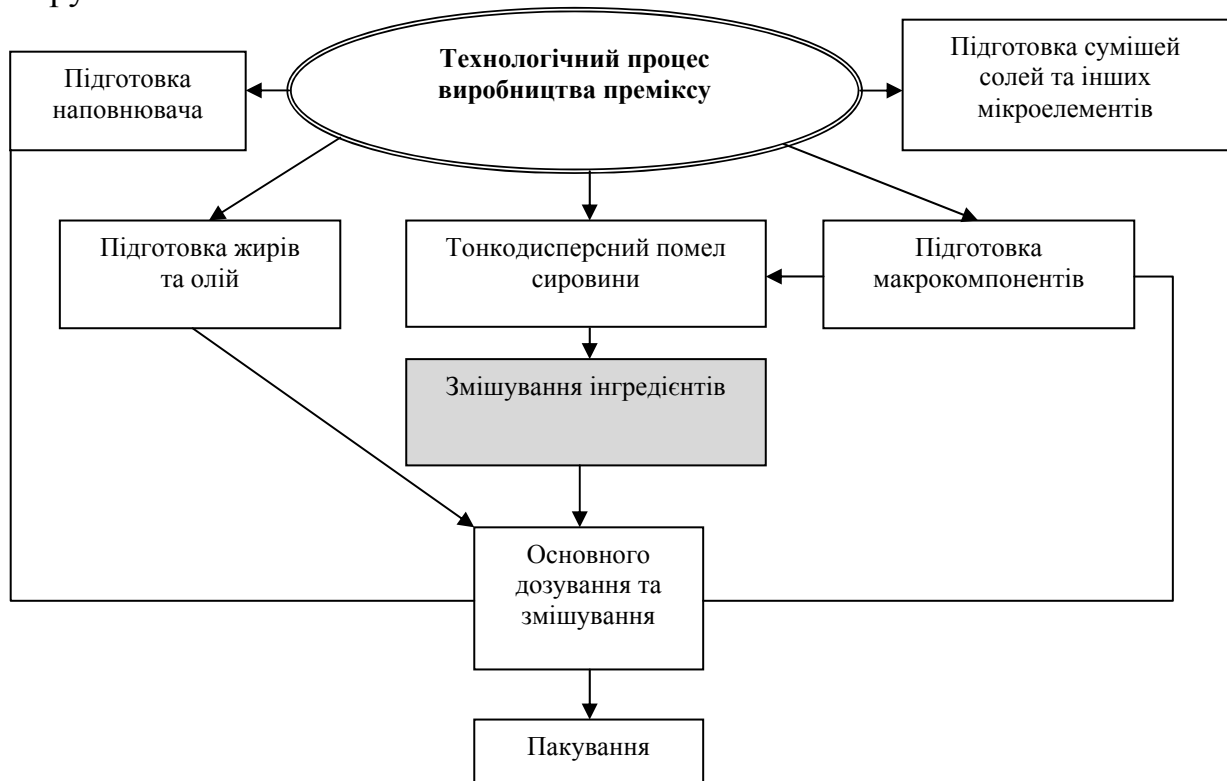 Технологічний процес
виробництва преміксу
Підготовка
наповнювача
Підготовка сумішей
солей та інших
мікроелементів
Підготовка жирів
та олій
Тонкодисперсний помел
сировини
Підготовка
макрокомпонентів
Змішування інгредієнтів
Основного
дозування та
змішування
Пакування